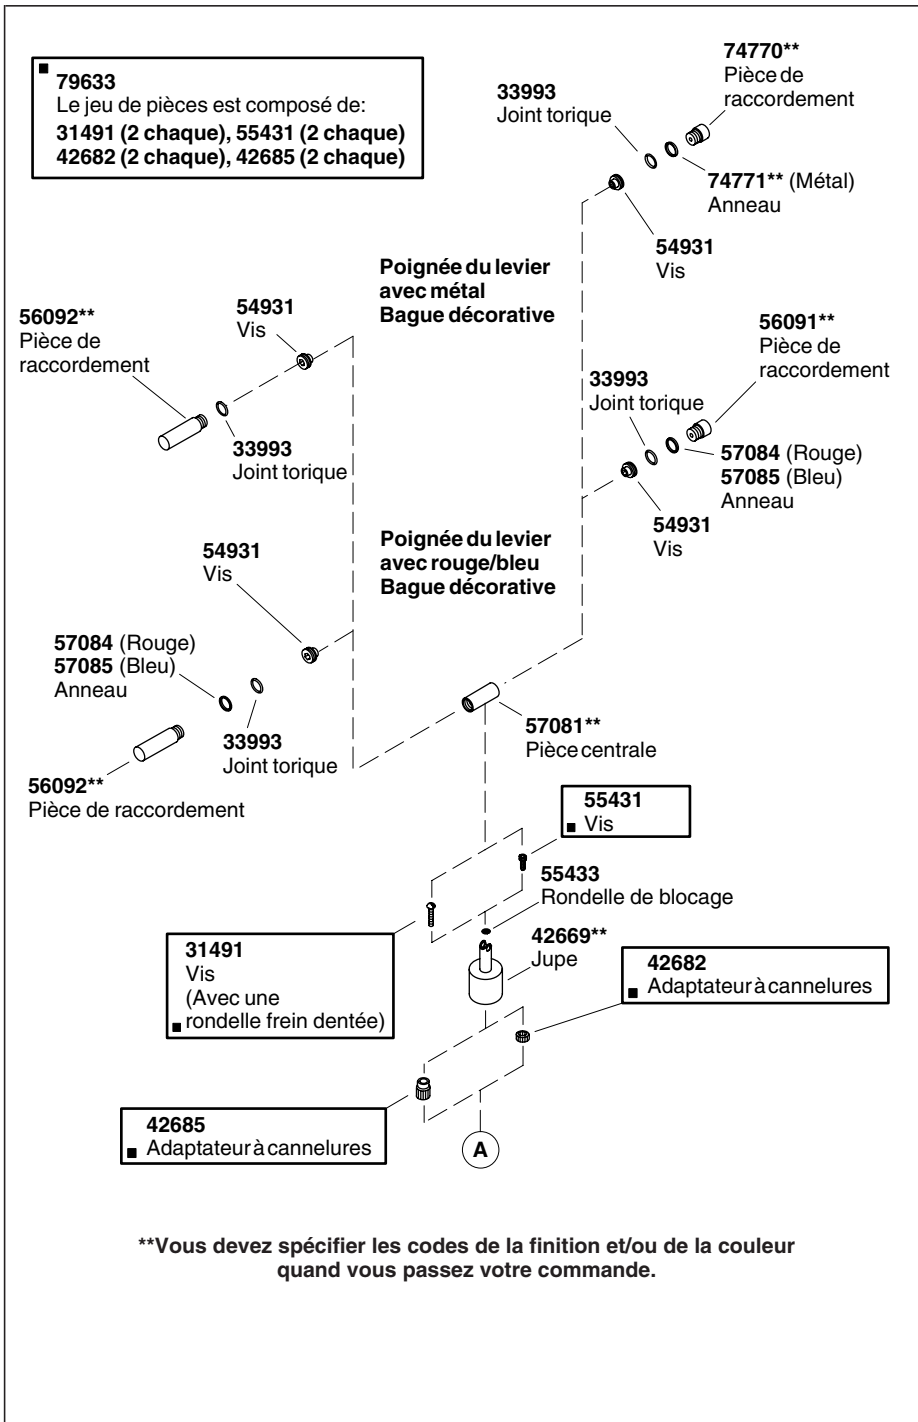 79633
Le jeu de pièces est composé de:
31491 (2 chaque), 55431 (2 chaque)
42682 (2 chaque), 42685 (2 chaque)
74770**
Pièce de
raccordement
33993
Joint torique
74771** (Métal)
Anneau
54931
Vis
Poignée du levier
avec métal
Bague décorative
54931
Vis
56092**
Pièce de
raccordement
33993
Joint torique
56091**
Pièce de
raccordement
33993
Joint torique
57084 (Rouge)
57085 (Bleu)
Anneau
54931
Vis
Poignée du levier
avec rouge/bleu
Bague décorative
54931
Vis
57084 (Rouge)
57085 (Bleu)
Anneau
33993
Joint torique
56092**
Pièce de raccordement
57081**
Pièce centrale
55431
Vis
55433
Rondelle de blocage
42669**
Jupe
31491
Vis
(Avec une
rondelle frein dentée)
42682
Adaptateur à cannelures
42685
Adaptateur à cannelures
A
**Vous devez spécifier les codes de la finition et/ou de la couleur
quand vous passez votre commande.